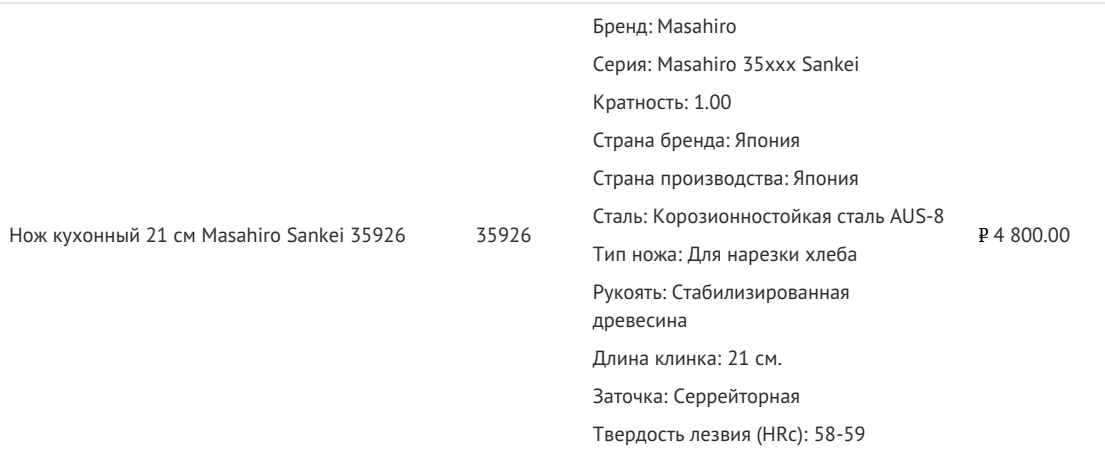 Бренд: Masahiro
Серия: Masahiro 35xxx Sankei
Кратность: 1.00
Страна бренда: Япония
Страна производства: Япония
Сталь: Корозионностойкая сталь AUS-8
Нож кухонный 21 см Masahiro Sankei 35926 35926 ₽ 4 800.00
Тип ножа: Для нарезки хлеба
Рукоять: Стабилизированная
древесина
Длина клинка: 21 см.
Заточка: Серрейторная
Твердость лезвия (HRc): 58-59